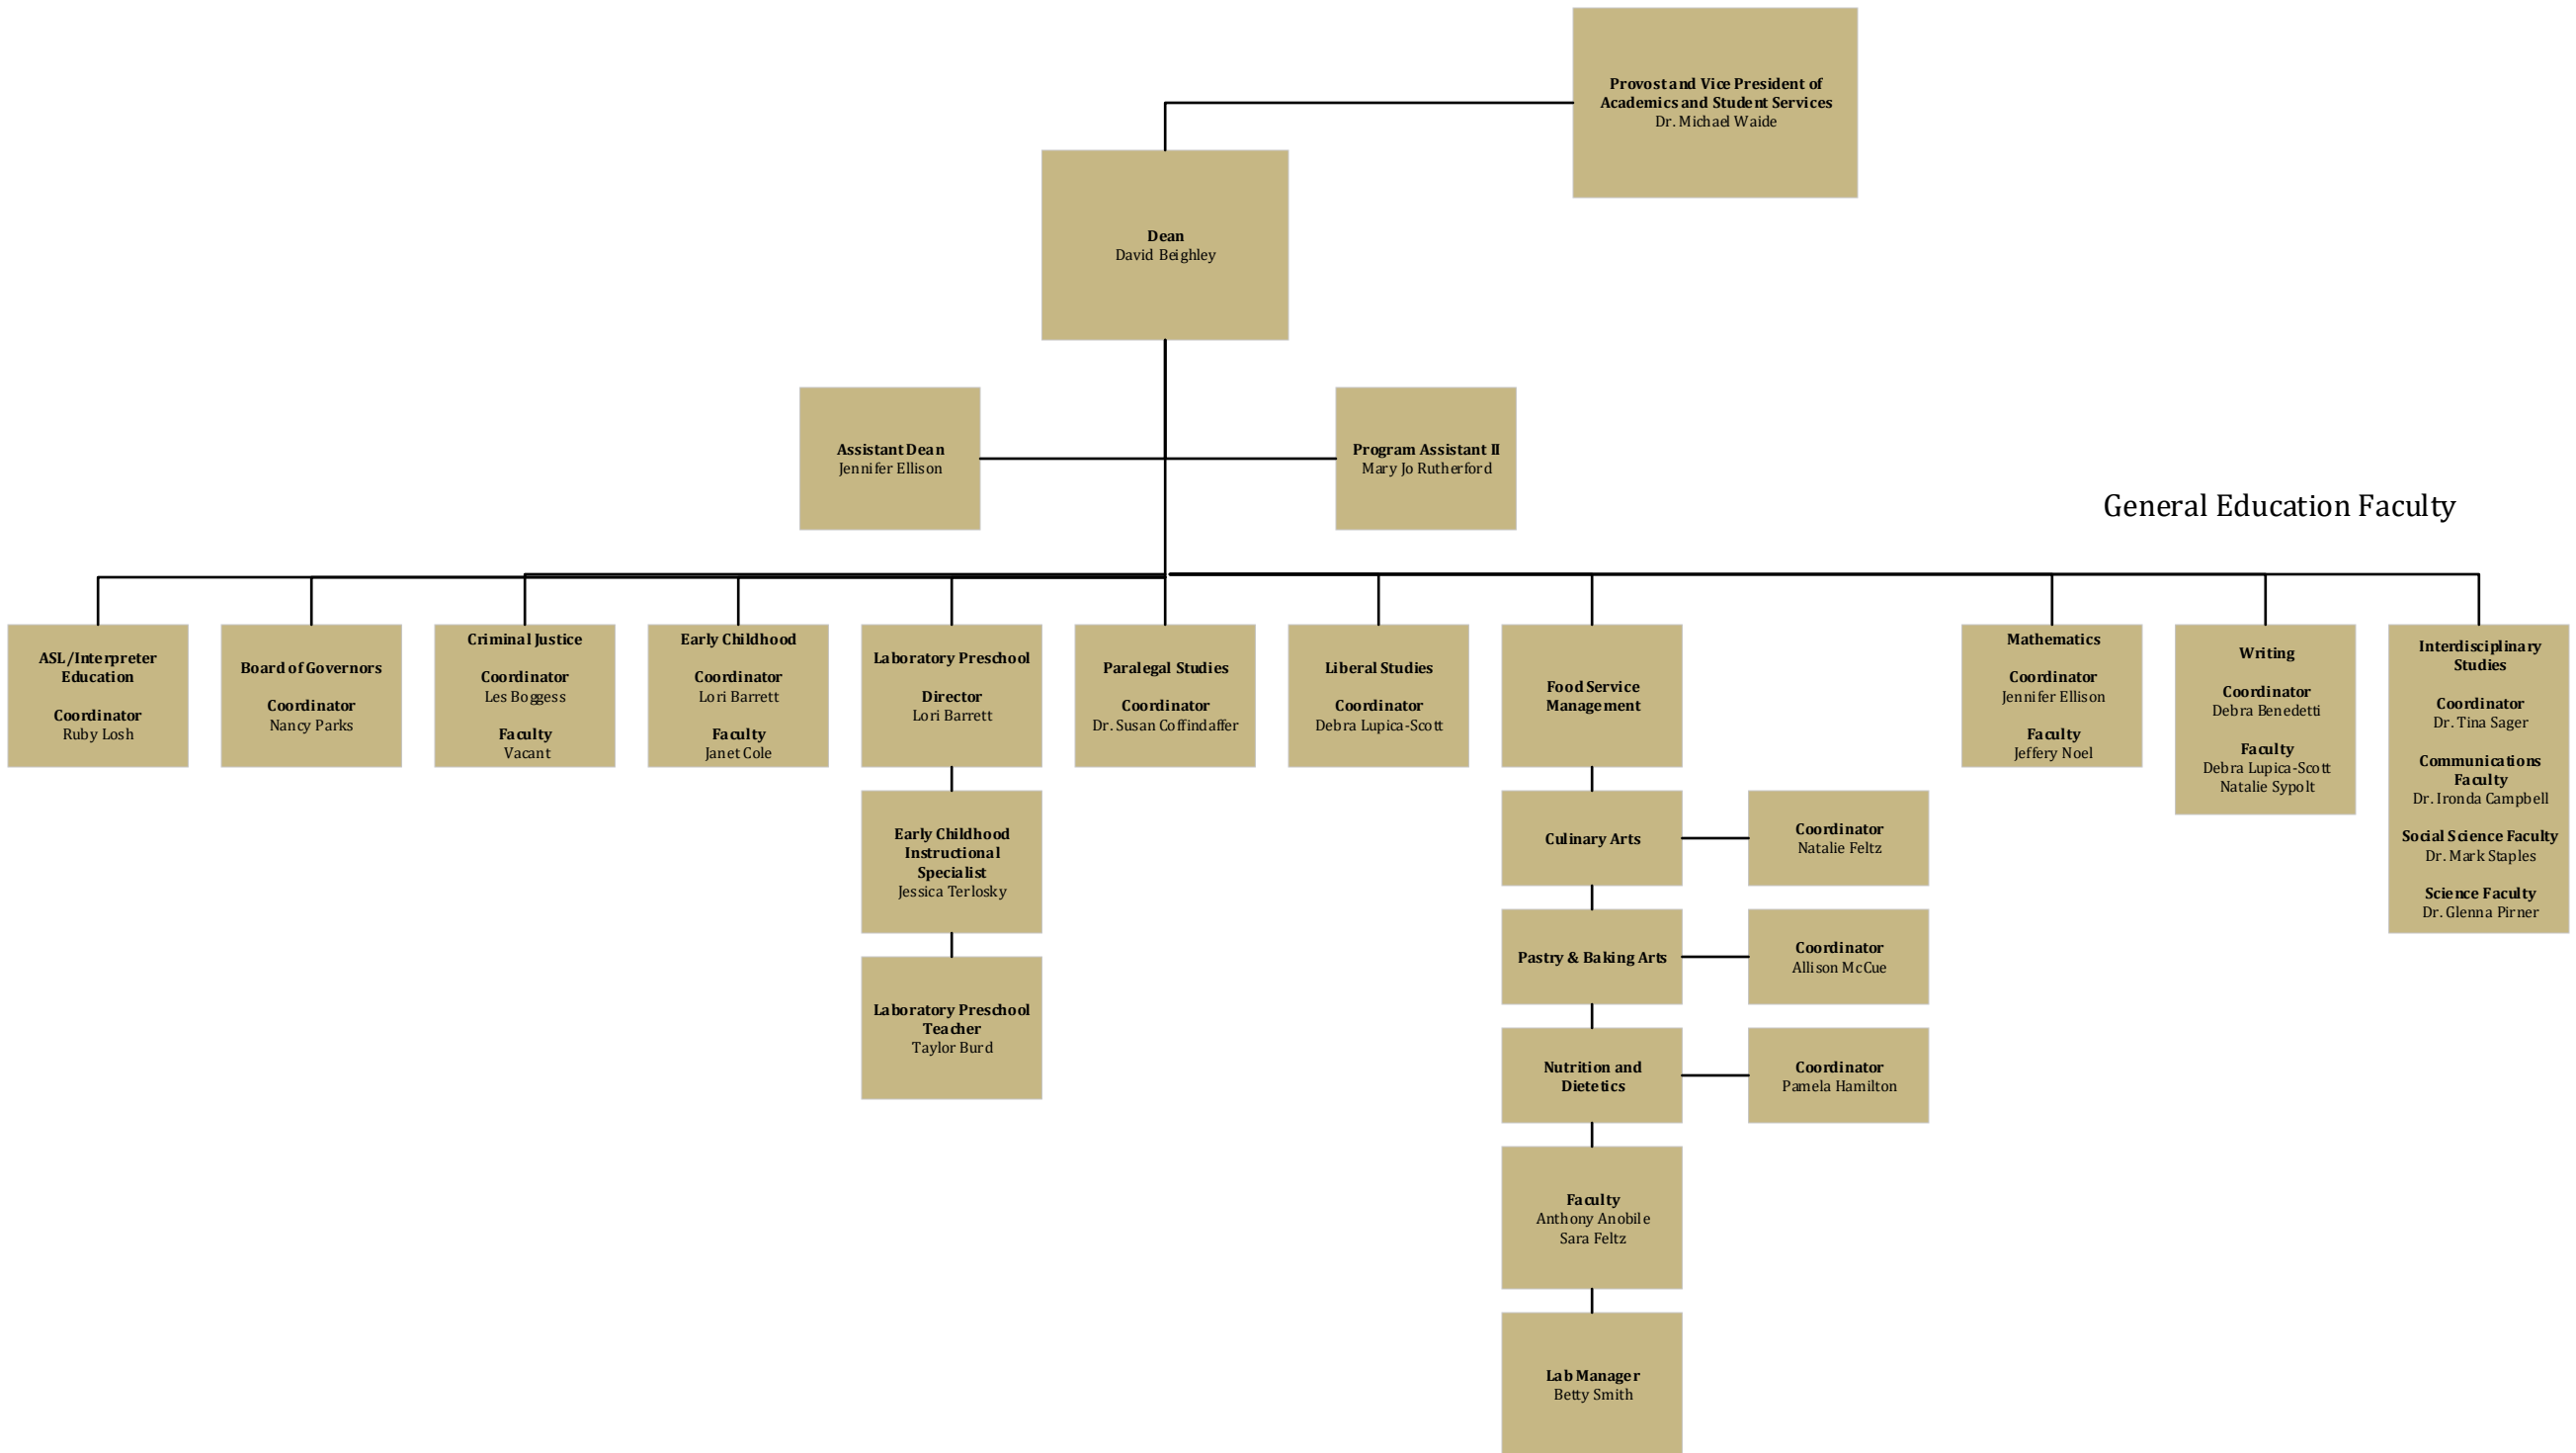 Provost and Vice President of
Academics and Student Services
Dr. Michael Waide
Dean
David Beighley
Assistant Dean
Jennifer Ellison
Program Assistant II
Mary Jo Rutherford
General Education Faculty
ASL/Interpreter
Education
Coordinator
Ruby Losh
Board of Governors
Coordinator
Nancy Parks
Criminal Justice
Coordinator
Les Boggess
Faculty
Vacant
Early Childhood
Coordinator
Lori Barrett
Faculty
Janet Cole
Laboratory Preschool
Director
Lori Barrett
Paralegal Studies
Coordinator
Dr. Susan Coffindaffer
Liberal Studies
Coordinator
Debra Lupica-Scott
Food Service
Management
Mathematics
Coordinator
Jennifer Ellison
Faculty
Jeffery Noel
Writing
Coordinator
Debra Benedetti
Faculty
Debra Lupica-Scott
Natalie Sypolt
Interdisciplinary
Studies
Coordinator
Dr. Tina Sager
Communications
Faculty
Dr. Ironda Campbell
Social Science Faculty
Dr. Mark Staples
Science Faculty
Dr. Glenna Pirner
Early Childhood
Instructional
Specialist
Jessica Terlosky
Laboratory Preschool
Teacher
Taylor Burd
Culinary Arts
Coordinator
Natalie Feltz
Pastry & Baking Arts
Coordinator
Allison McCue
Nutrition and
Dietetics
Coordinator
Pamela Hamilton
Faculty
Anthony Anobile
Sara Feltz
Lab Manager
Betty Smith